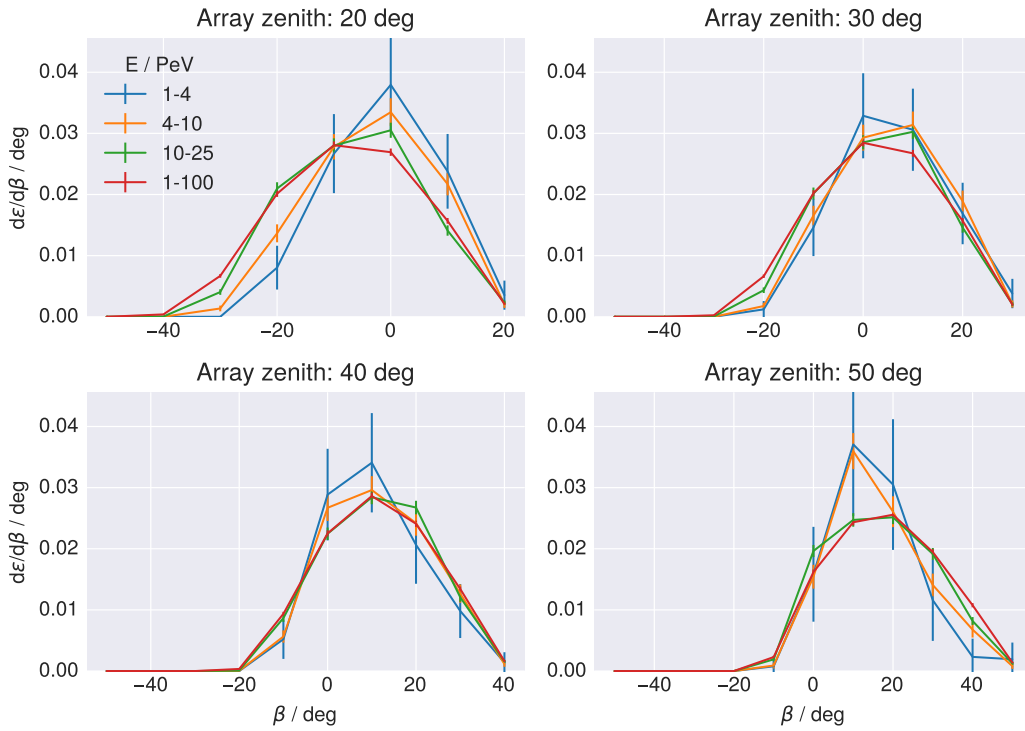 Array zenith: 20 deg
dε/dβ / deg
0.04
0.03
0.02
0.01
0.00
E / PeV
1-4
4-10
10-25
1-100
−40 −20 0 20
Array zenith: 30 deg
0.04
0.03
0.02
0.01
0.00
−40 −20 0 20
Array zenith: 40 deg
dε/dβ / deg
0.04
0.03
0.02
0.01
0.00
−40 −20 0 20 40
β / deg
Array zenith: 50 deg
0.04
0.03
0.02
0.01
0.00
−40 −20 0 20 40
β / deg